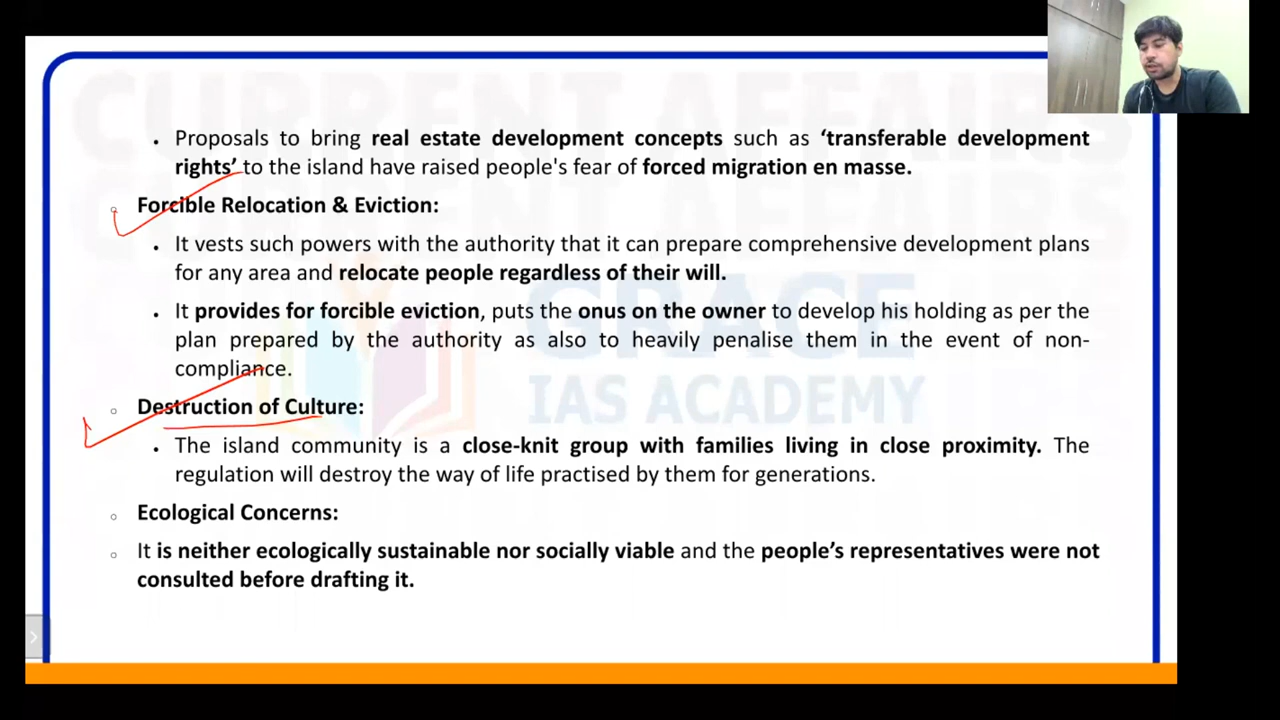 CURRENT AFFAIRS
• Proposals to bring real estate development concepts such as ‘transferable development
rights’ to the island have raised people's fear of forced migration en masse.
○ Forcible Relocation & Eviction:
• It vests such powers with the authority that it can prepare comprehensive development plans
for any area and relocate people regardless of their will.
• It provides for forcible eviction, puts the onus on the owner to develop his holding as per the
plan prepared by the authority as also to heavily penalise them in the event of non-
compliance.
○ Destruction of Culture:
• The island community is a close-knit group with families living in close proximity. The
regulation will destroy the way of life practised by them for generations.
○ Ecological Concerns:
○ It is neither ecologically sustainable nor socially viable and the people’s representatives were not
consulted before drafting it.
GRACE
IAS ACADEMY